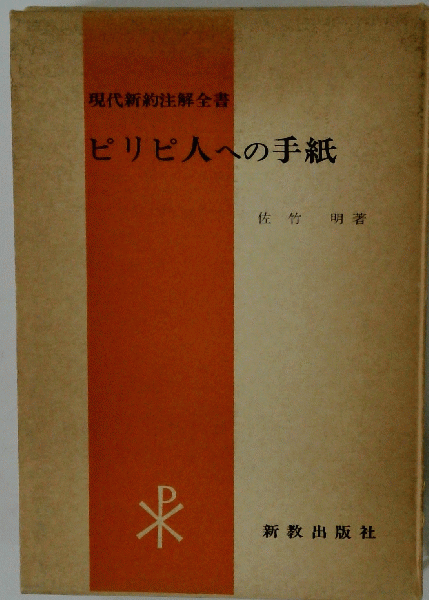 現代新約注解全書
ピリピ人への手紙
佐竹 明著
新教出版社